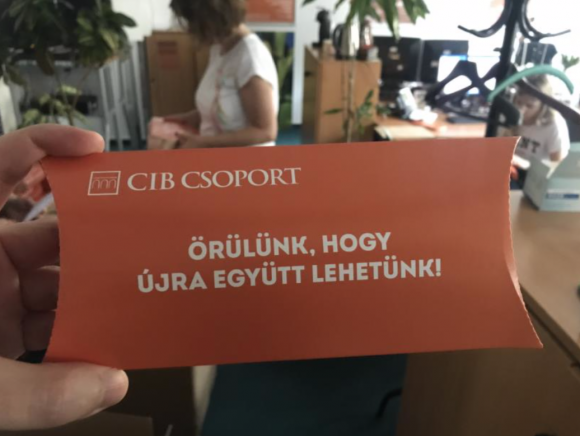 CIB CSOPORT
ÖRÜLÜNK, HOGY
ÚJRA EGYÜTT LEHETÜNK!